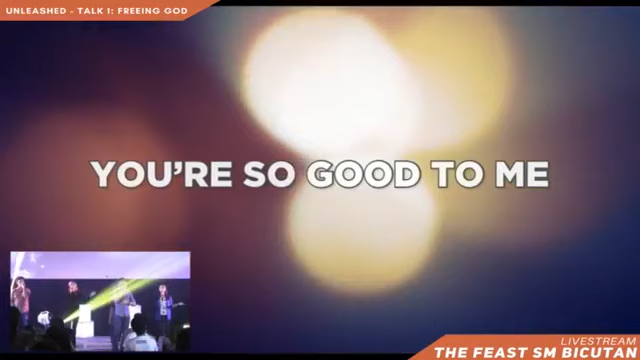 UNLEASHED - TALK 1: FREEING GOD
YOU'RE SO GOOD TO ME
LIVESTREAM
THE FEAST SM BICUTAN